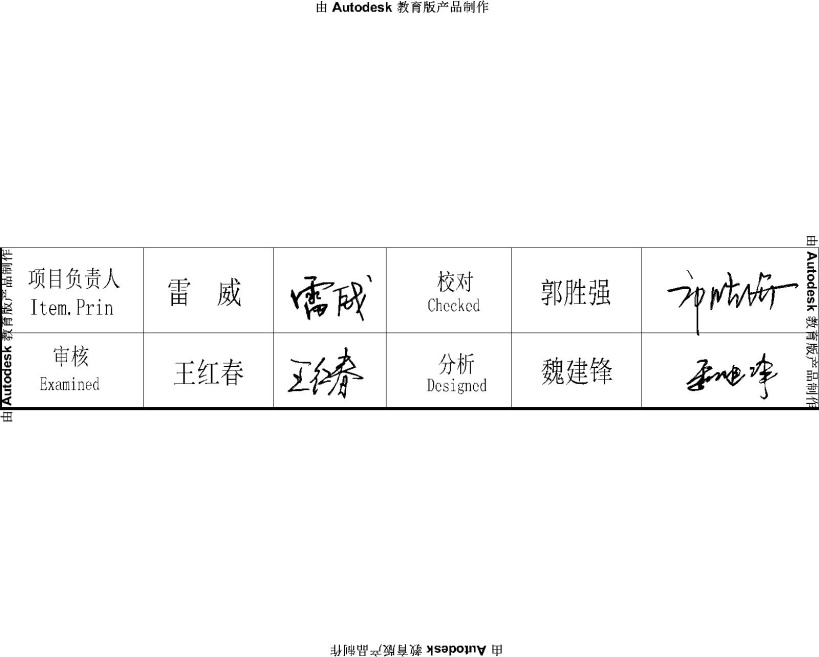 由 Autodesk 教育版产品制作
项目负责人
Item.Prin
雷 威
雷威
校对
Checked
郭胜强
郭胜强
审核
Examined
王红春
王红春
分析
Designed
魏建锋
由 Autodesk 教育版产品制作
由 Autodesk 教育版产品制作
由 Autodesk 教育版产品制作